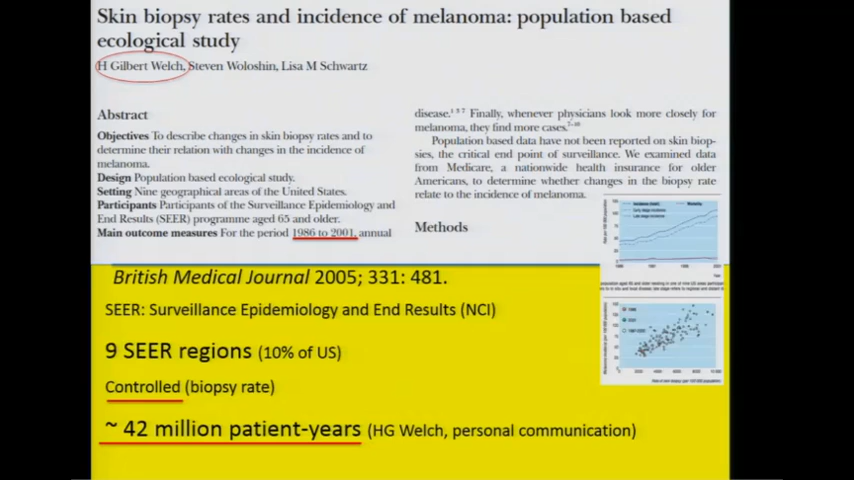 Skin biopsy rates and incidence of melanoma: population based
ecological study
H Gilbert Welch, Steven Woloshin, Lisa M Schwartz
Abstract
Objectives To describe changes in skin biopsy rates and to
determine their relation with changes in the incidence of
melanoma.
Design Population based ecological study.
Setting Nine geographical areas of the United States.
Participants Participants of the Surveillance Epidemiology and
End Results (SEER) programme aged 65 and older.
Main outcome measures For the period 1986 to 2001, annual
disease. Finally, whenever physicians look more closely for
melanoma, they find more cases.
Population based data have not been reported on skin biop-
sies, the critical end point of surveillance. We examined data
from Medicare, a nationwide health insurance for older
Americans, to determine whether changes in the biopsy rate
relate to the incidence of melanoma.
Methods
British Medical Journal 2005; 331: 481.
SEER: Surveillance Epidemiology and End Results (NCI)
9 SEER regions (10% of US)
Controlled (biopsy rate)
~ 42 million patient-years (HG Welch, personal communication)